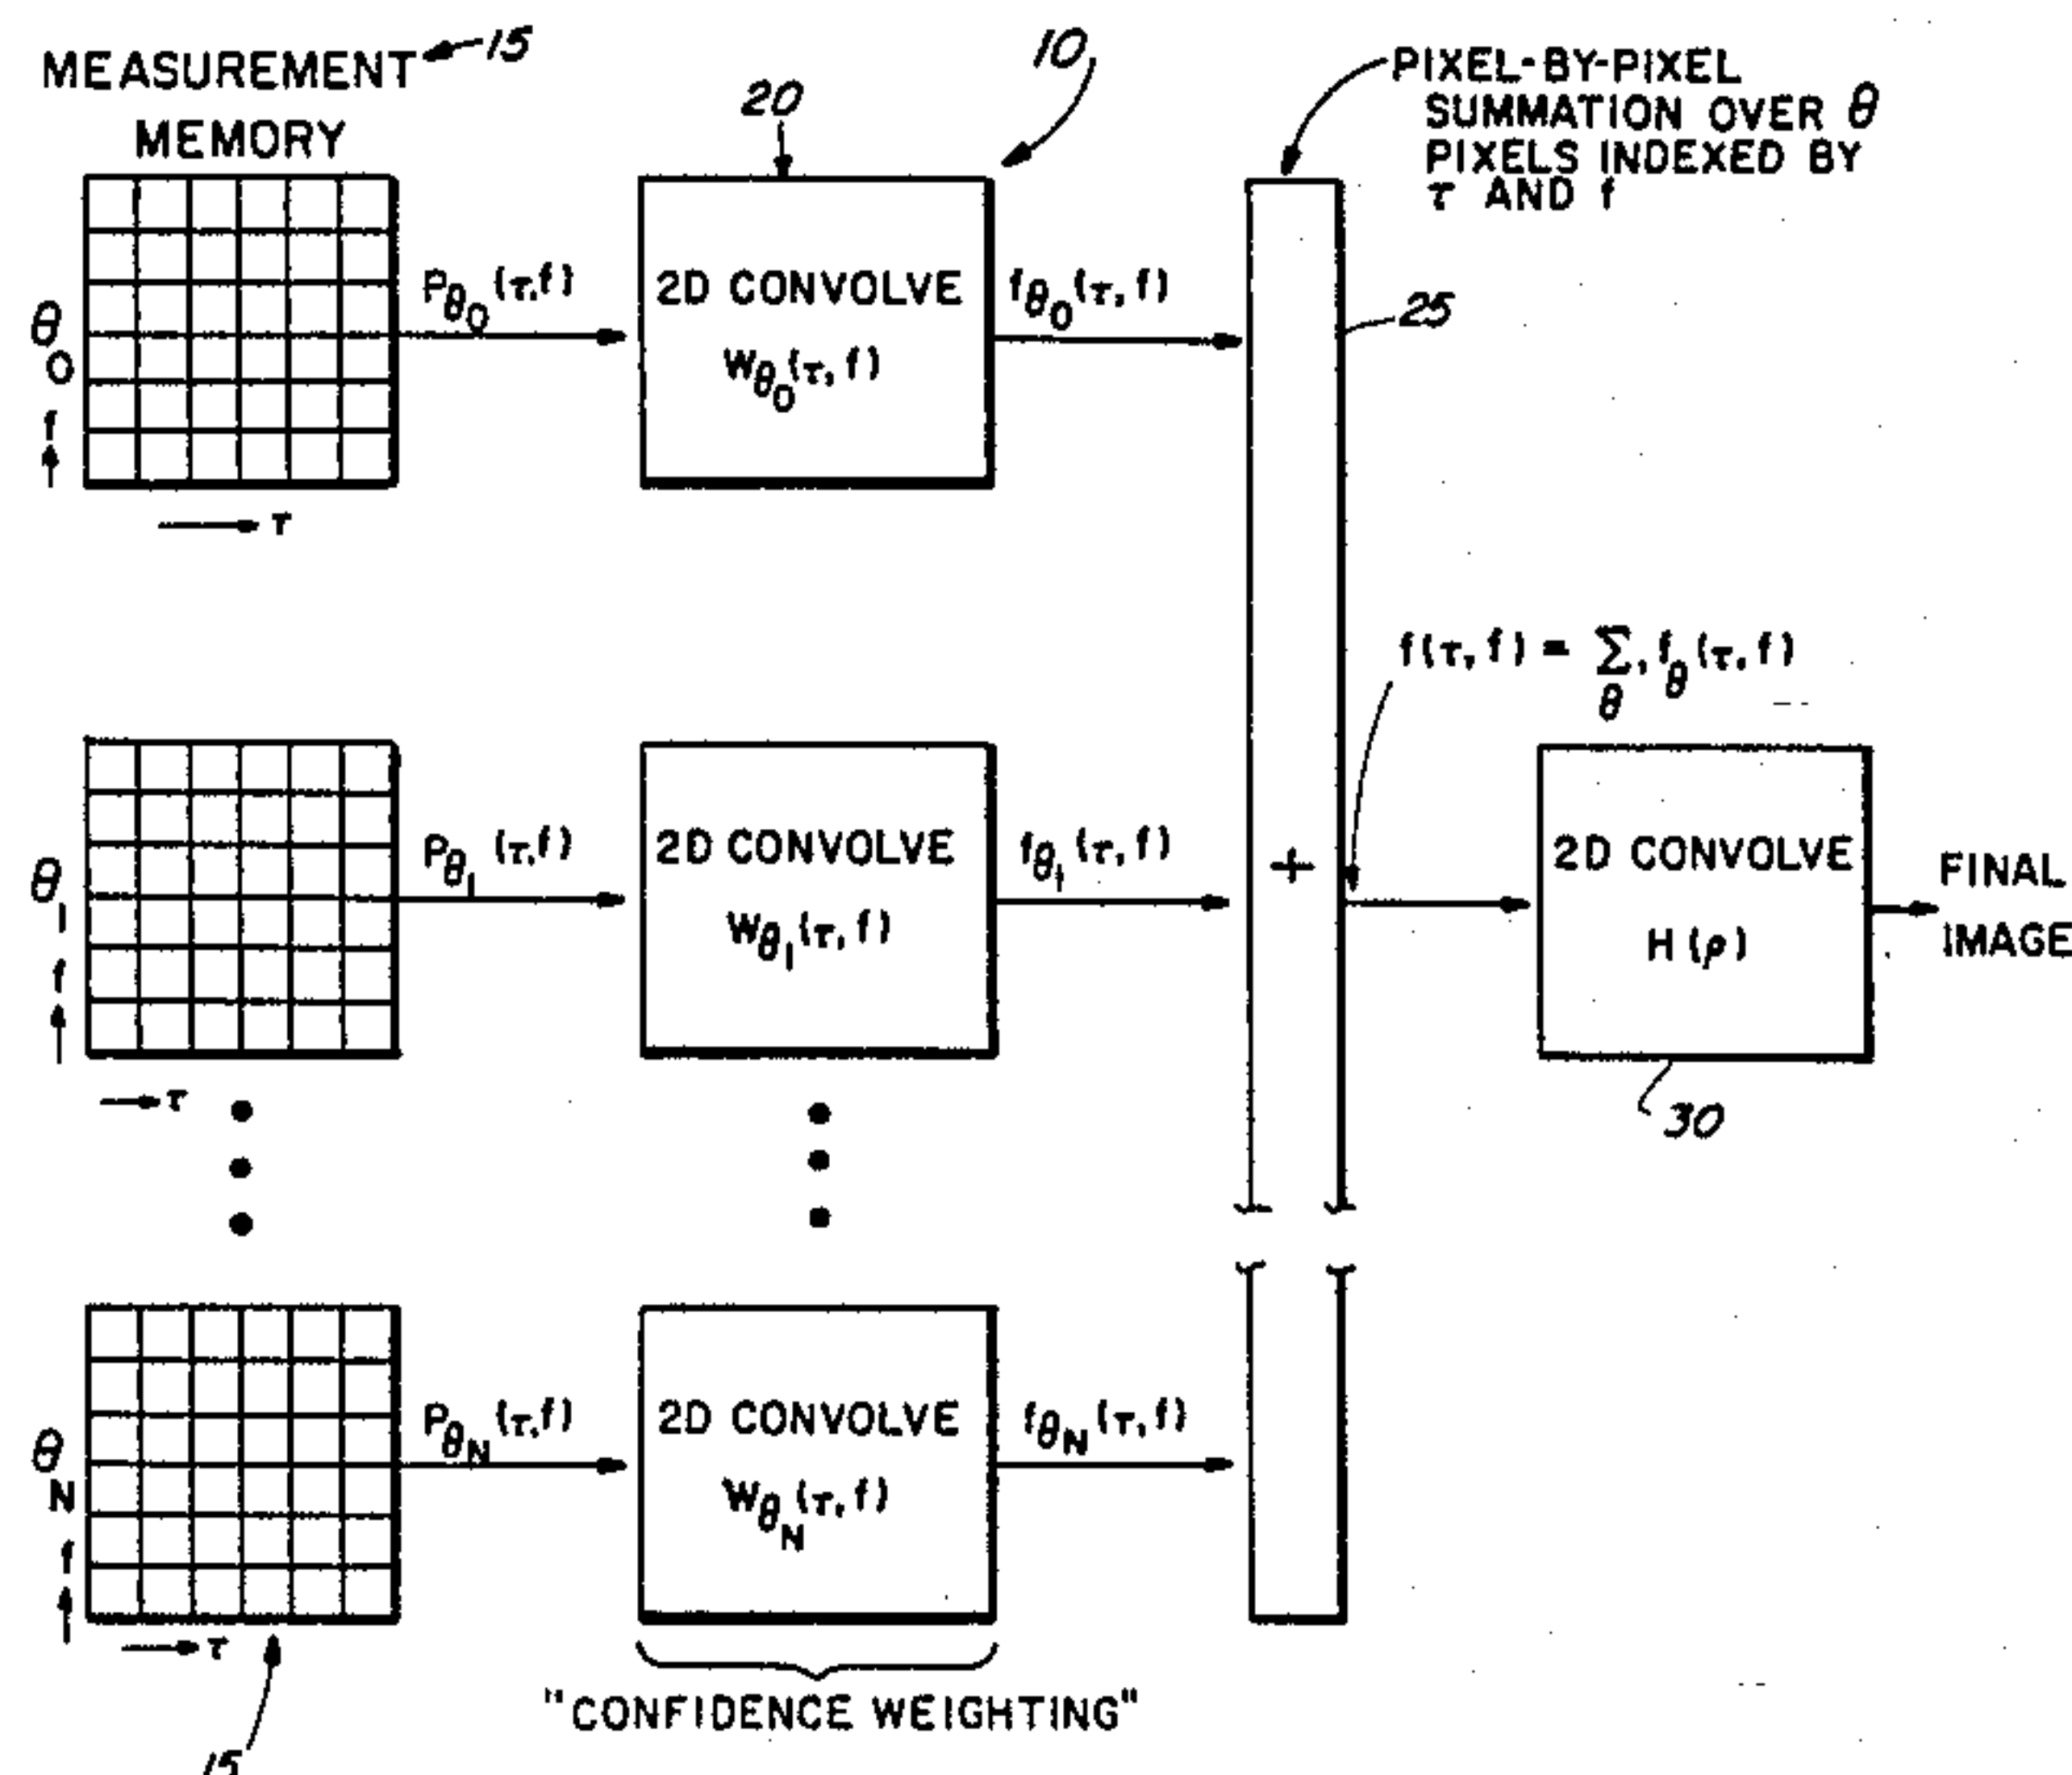 MEASUREMENT 15
MEMORY
20
10
PIXEL-BY-PIXEL
SUMMATION OVER θ
PIXELS INDEXED BY
τ AND f
θ0
f
τ
Pθ0(τ,f)
2D CONVOLVE
Wθ0(τ,f)
fθ0(τ,f)
25
f(τ,f) = Σθ, fθ(τ,f)
θ1
f
τ
Pθ1(τ,f)
2D CONVOLVE
Wθ1(τ,f)
fθ1(τ,f)
+
2D CONVOLVE
H(ρ)
30
FINAL
IMAGE
θN
f
τ
PθN(τ,f)
2D CONVOLVE
WθN(τ,f)
fθN(τ,f)
"CONFIDENCE WEIGHTING"
15